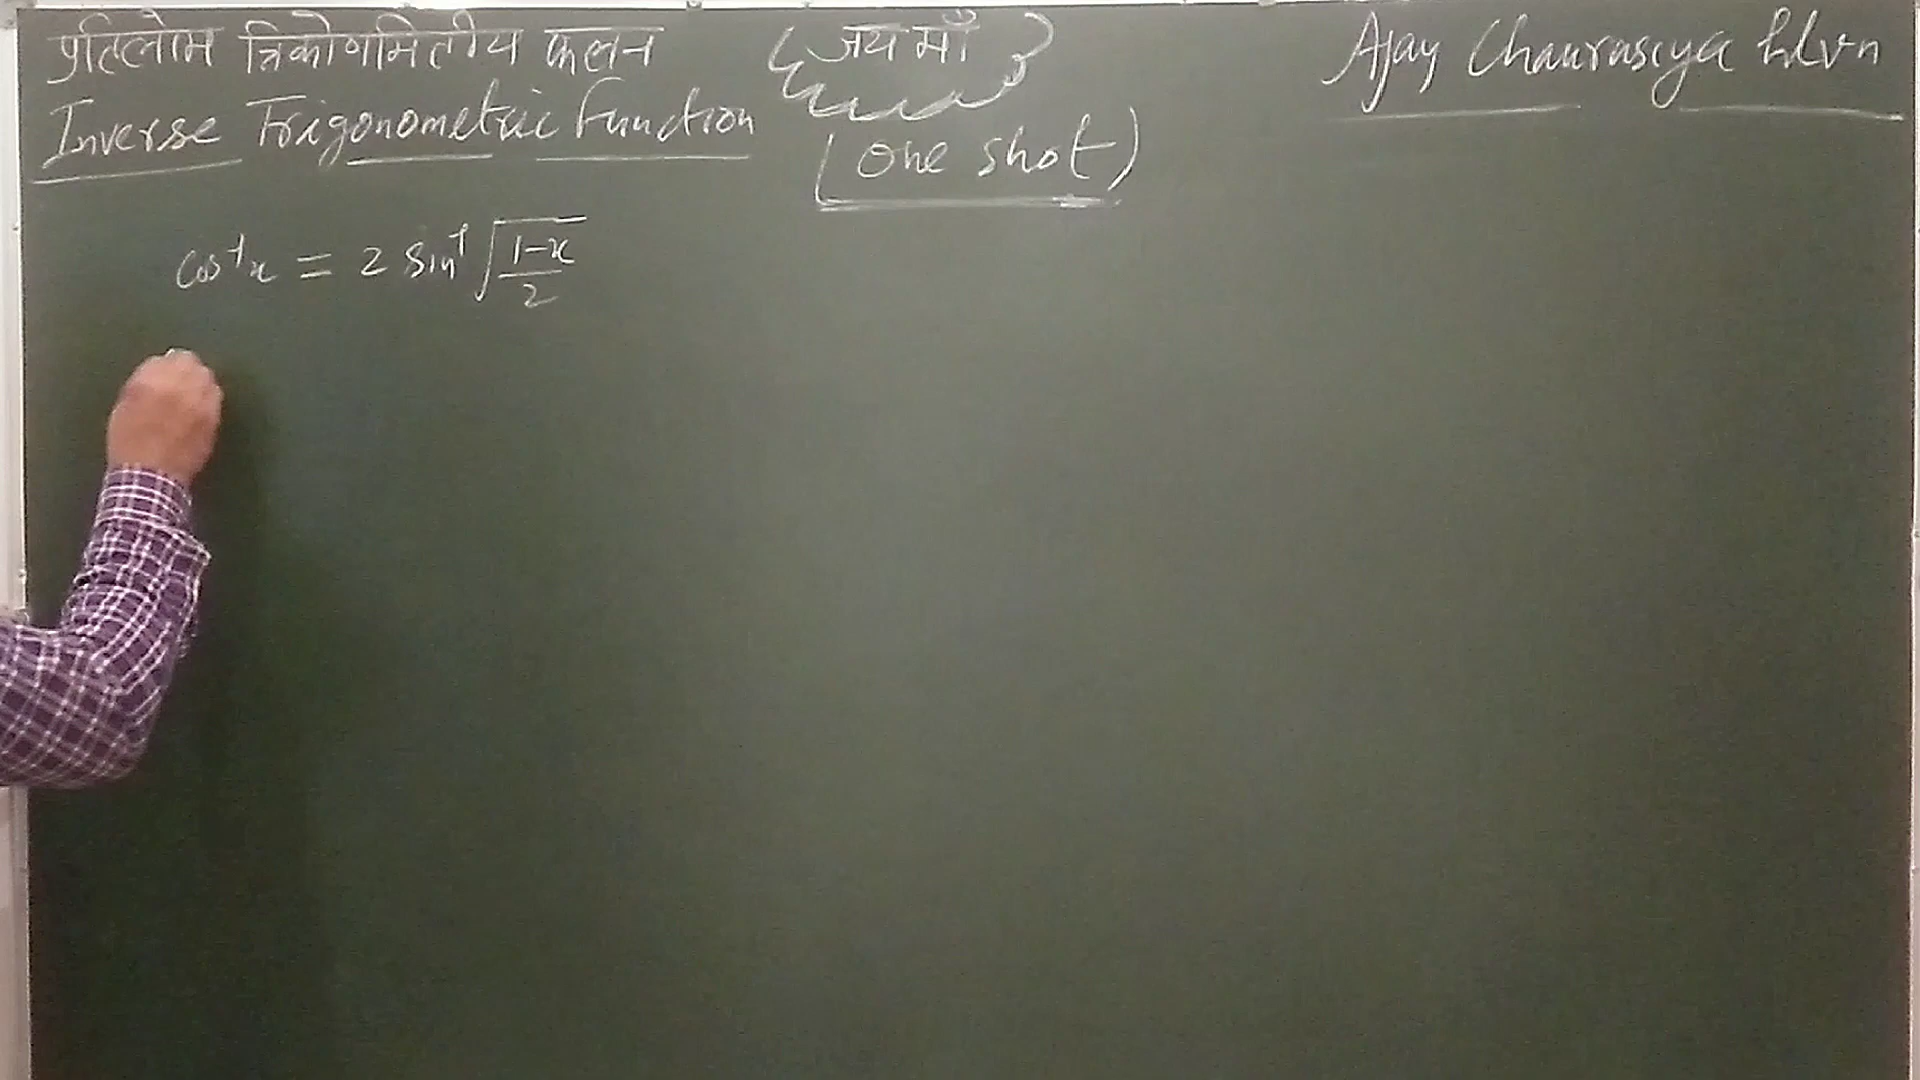 प्रतिलोम त्रिकोणमितीय फलन
Inverse Trigonometric Function
जय माँ
(One shot)
Ajay Chaurasiya hlvn
cos⁻¹x = 2 sin⁻¹ √((1-x)/2)